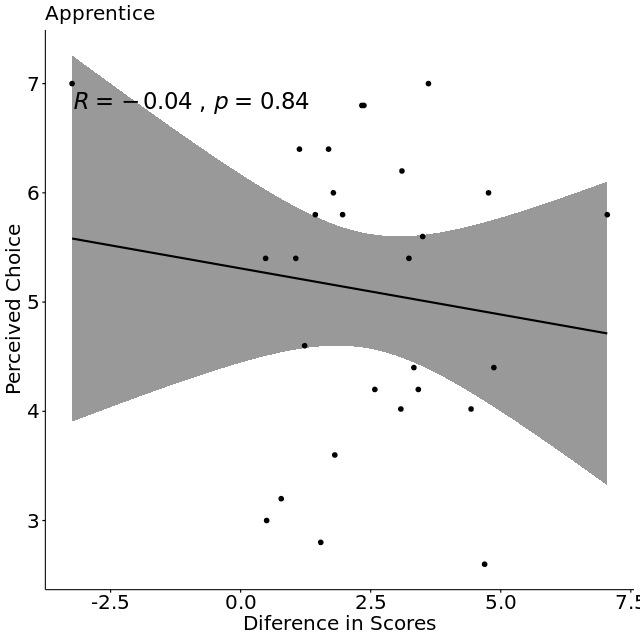 Apprentice
R = −0.04 , p = 0.84
7
6
5
4
3
Perceived Choice
-2.5 0.0 2.5 5.0 7.5
Diference in Scores